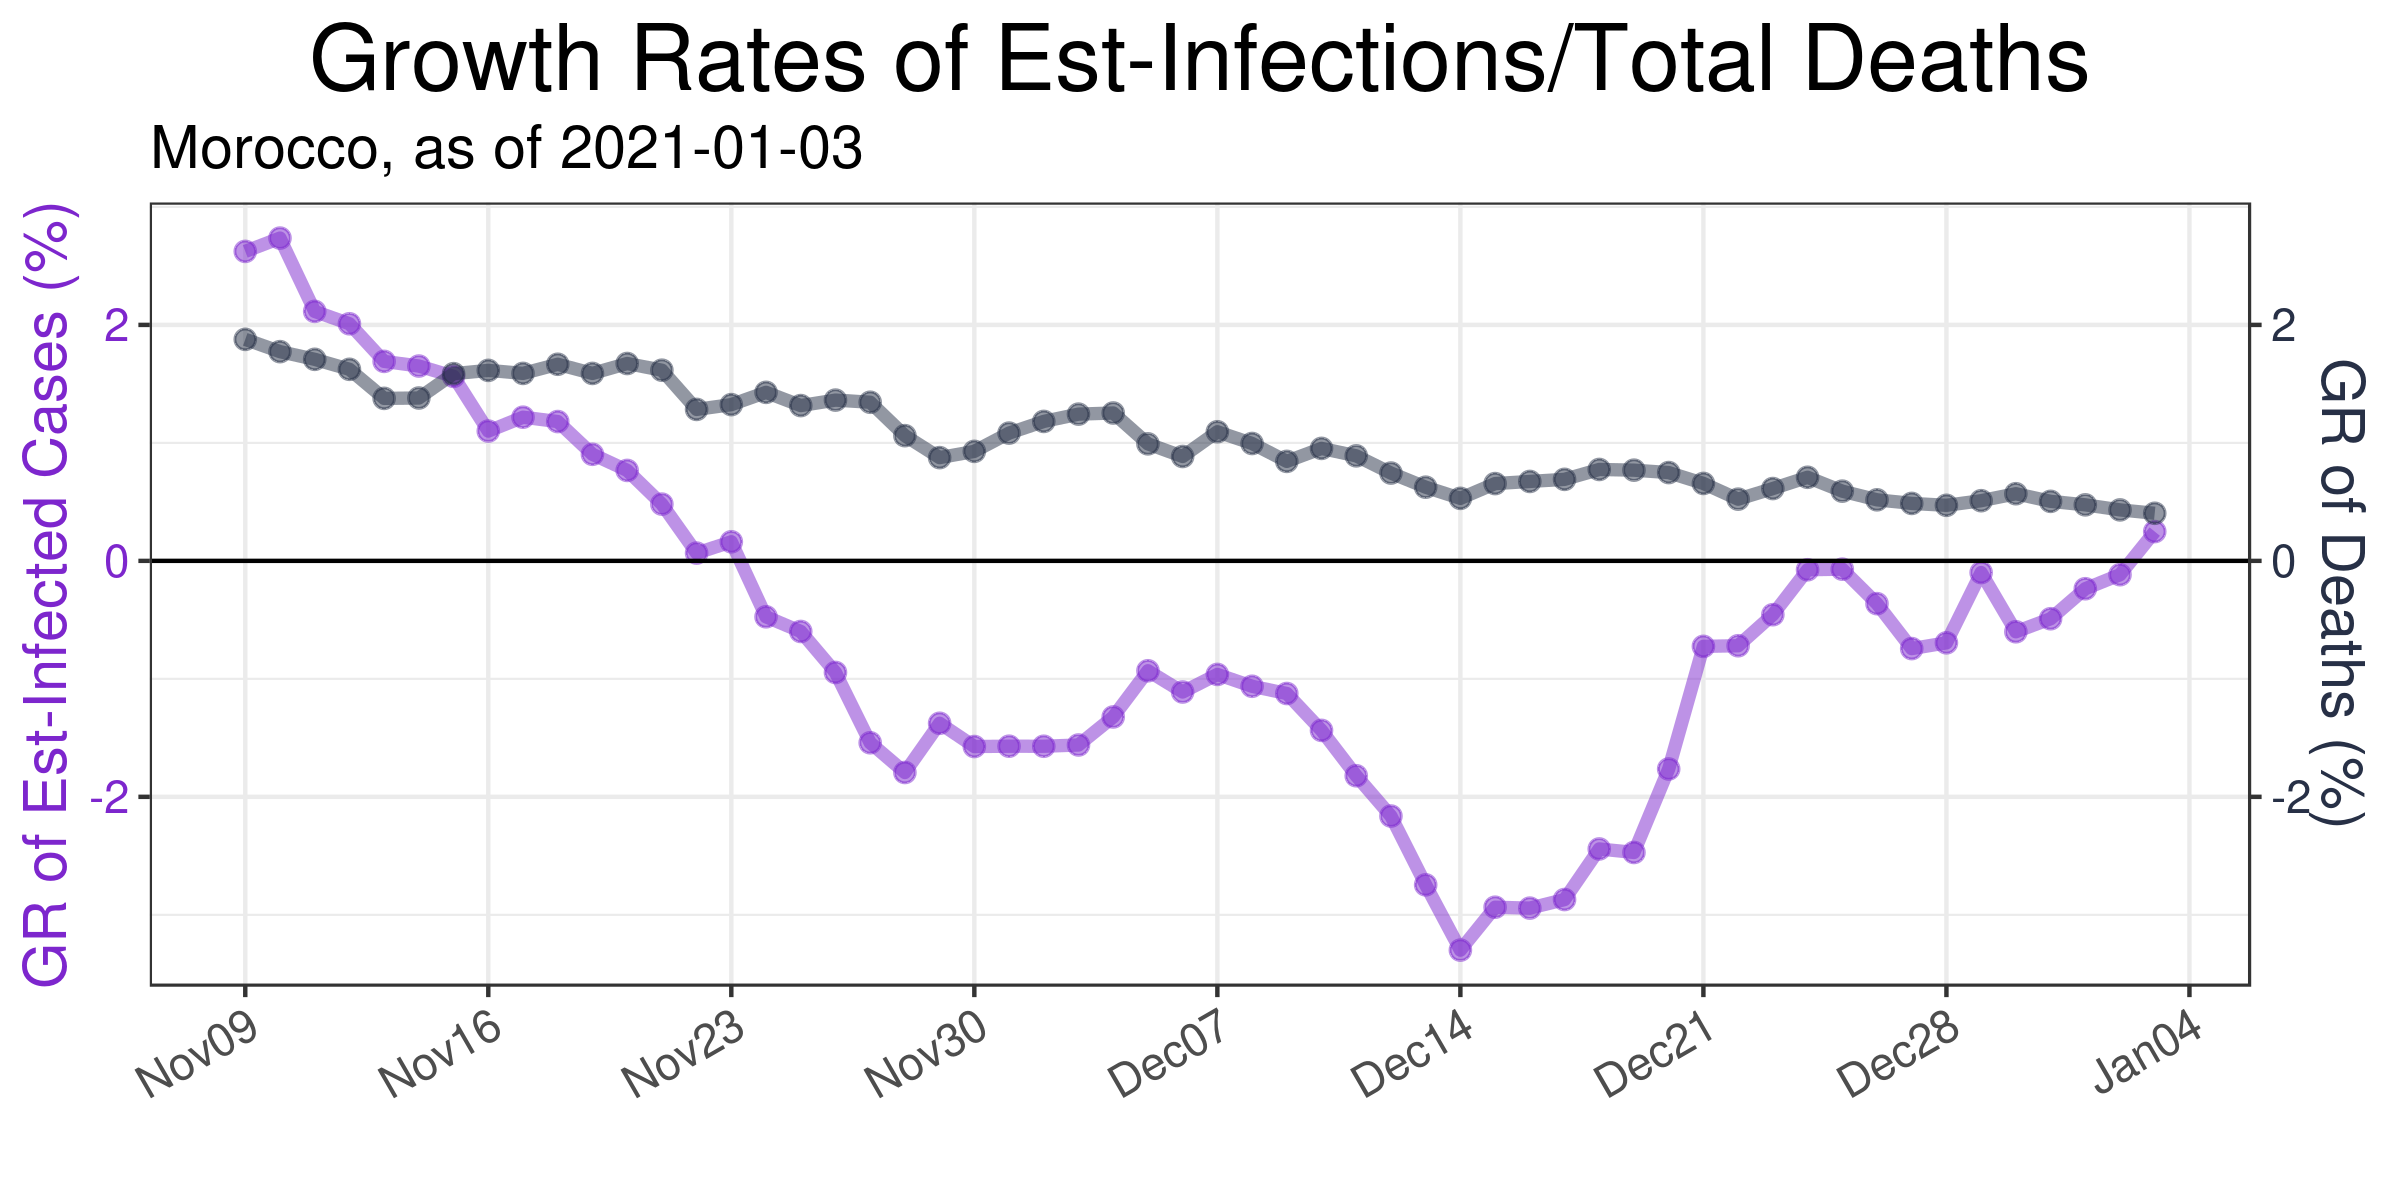 Growth Rates of Est-Infections/Total Deaths
Morocco, as of 2021-01-03
GR of Est-Infected Cases (%)
2
0
-2
2
0
-2
GR of Deaths (%)
Nov09
Nov16
Nov23
Nov30
Dec07
Dec14
Dec21
Dec28
Jan04